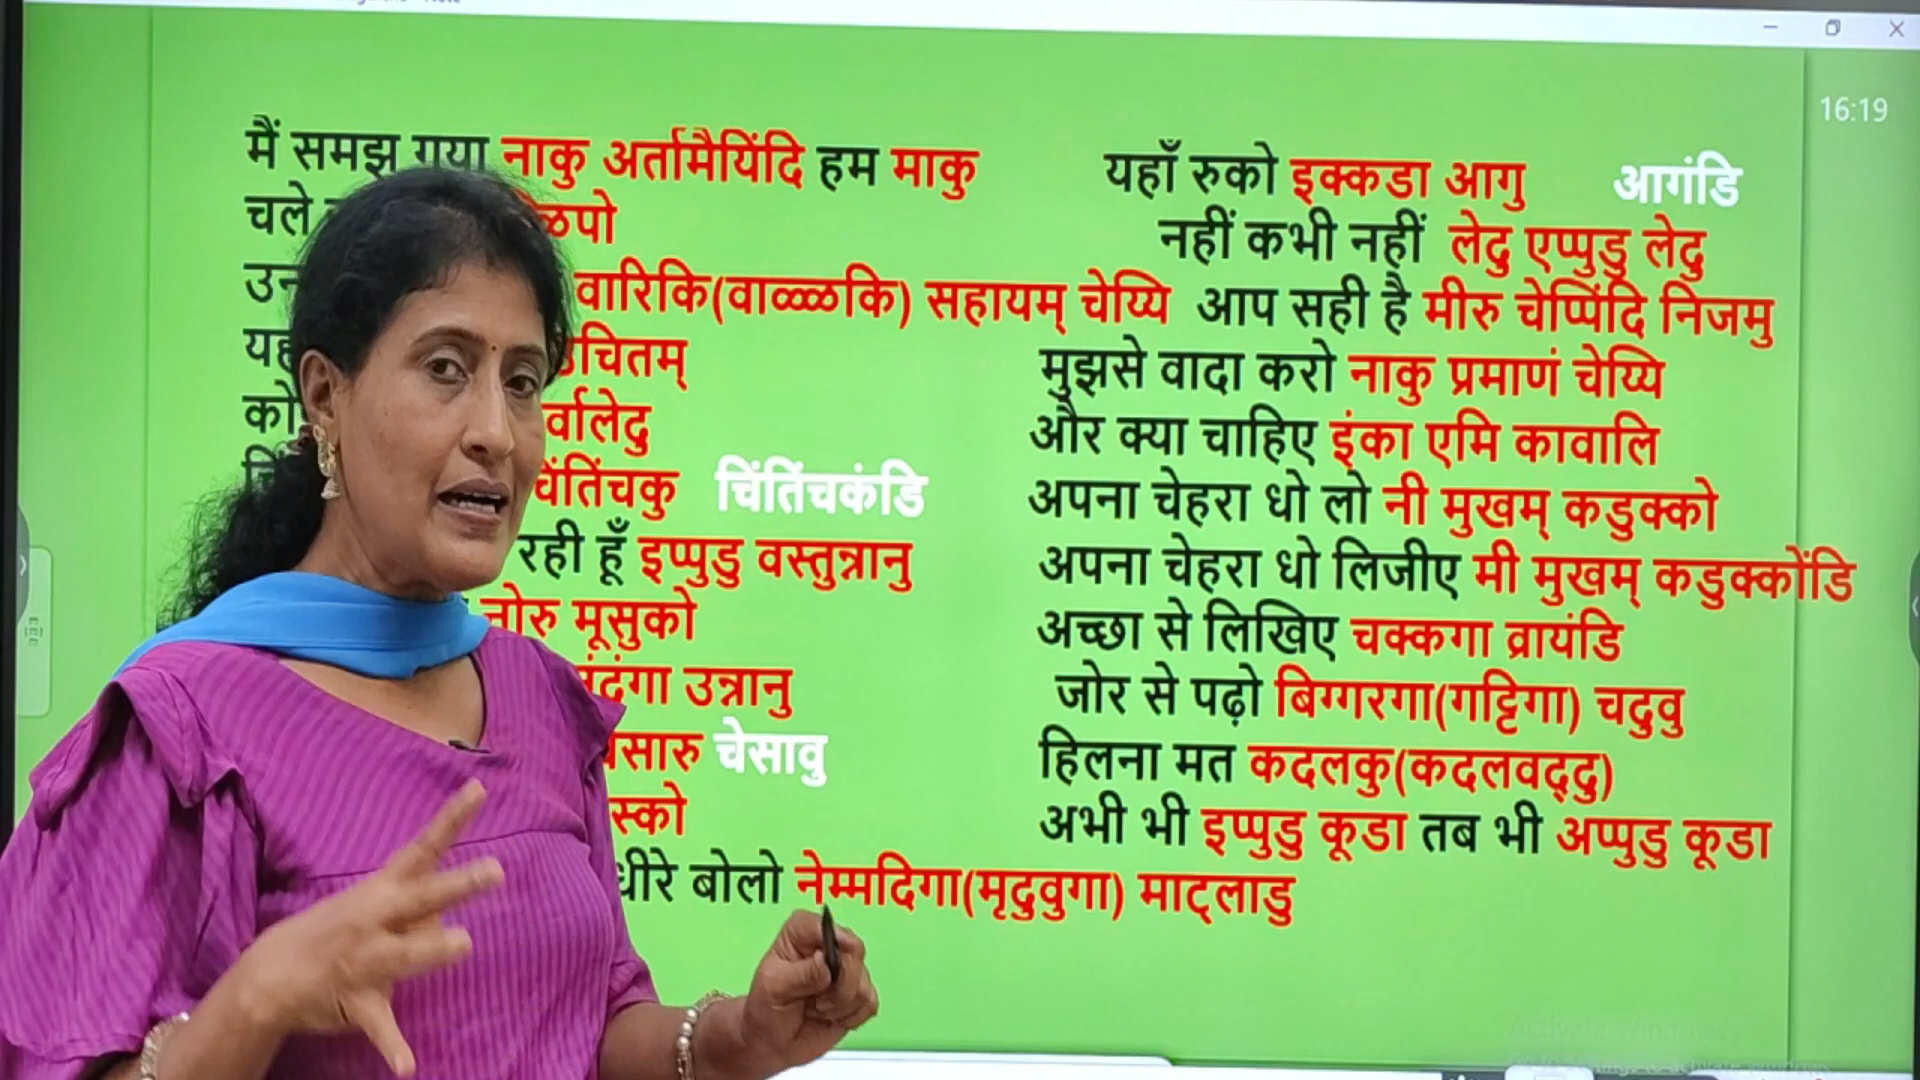 मैं समझ गया नाकु अर्तामैयिंदि हम माकु
चले
वारिकि(वाळ्ळकि) सहायम् चेय्यि
उचितम्
चिंतिंचकु चिंतिंचकंडि
रही हूँ इप्पुडु वस्तुन्नानु
नोरु मूसुको
उन्नानु
चेसावु
धीरे बोलो नेम्मदिगा(मृदुवुगा) माट्लाडु
यहाँ रुको इक्कडा आगु आगंडि
नहीं कभी नहीं लेदु एप्पुडु लेदु
आप सही है मीरु चेप्पिंदि निजमु
मुझसे वादा करो नाकु प्रमाणं चेय्यि
और क्या चाहिए इंका एमि कावालि
अपना चेहरा धो लो नी मुखम् कडुक्को
अपना चेहरा धो लिजीए मी मुखम् कडुक्कोंडि
अच्छा से लिखिए चक्कगा व्रायंडि
जोर से पढ़ो बिग्गरगा(गट्टिगा) चदुवु
हिलना मत कदलकु(कदलवद्दु)
अभी भी इप्पुडु कूडा तब भी अप्पुडु कूडा
16:19